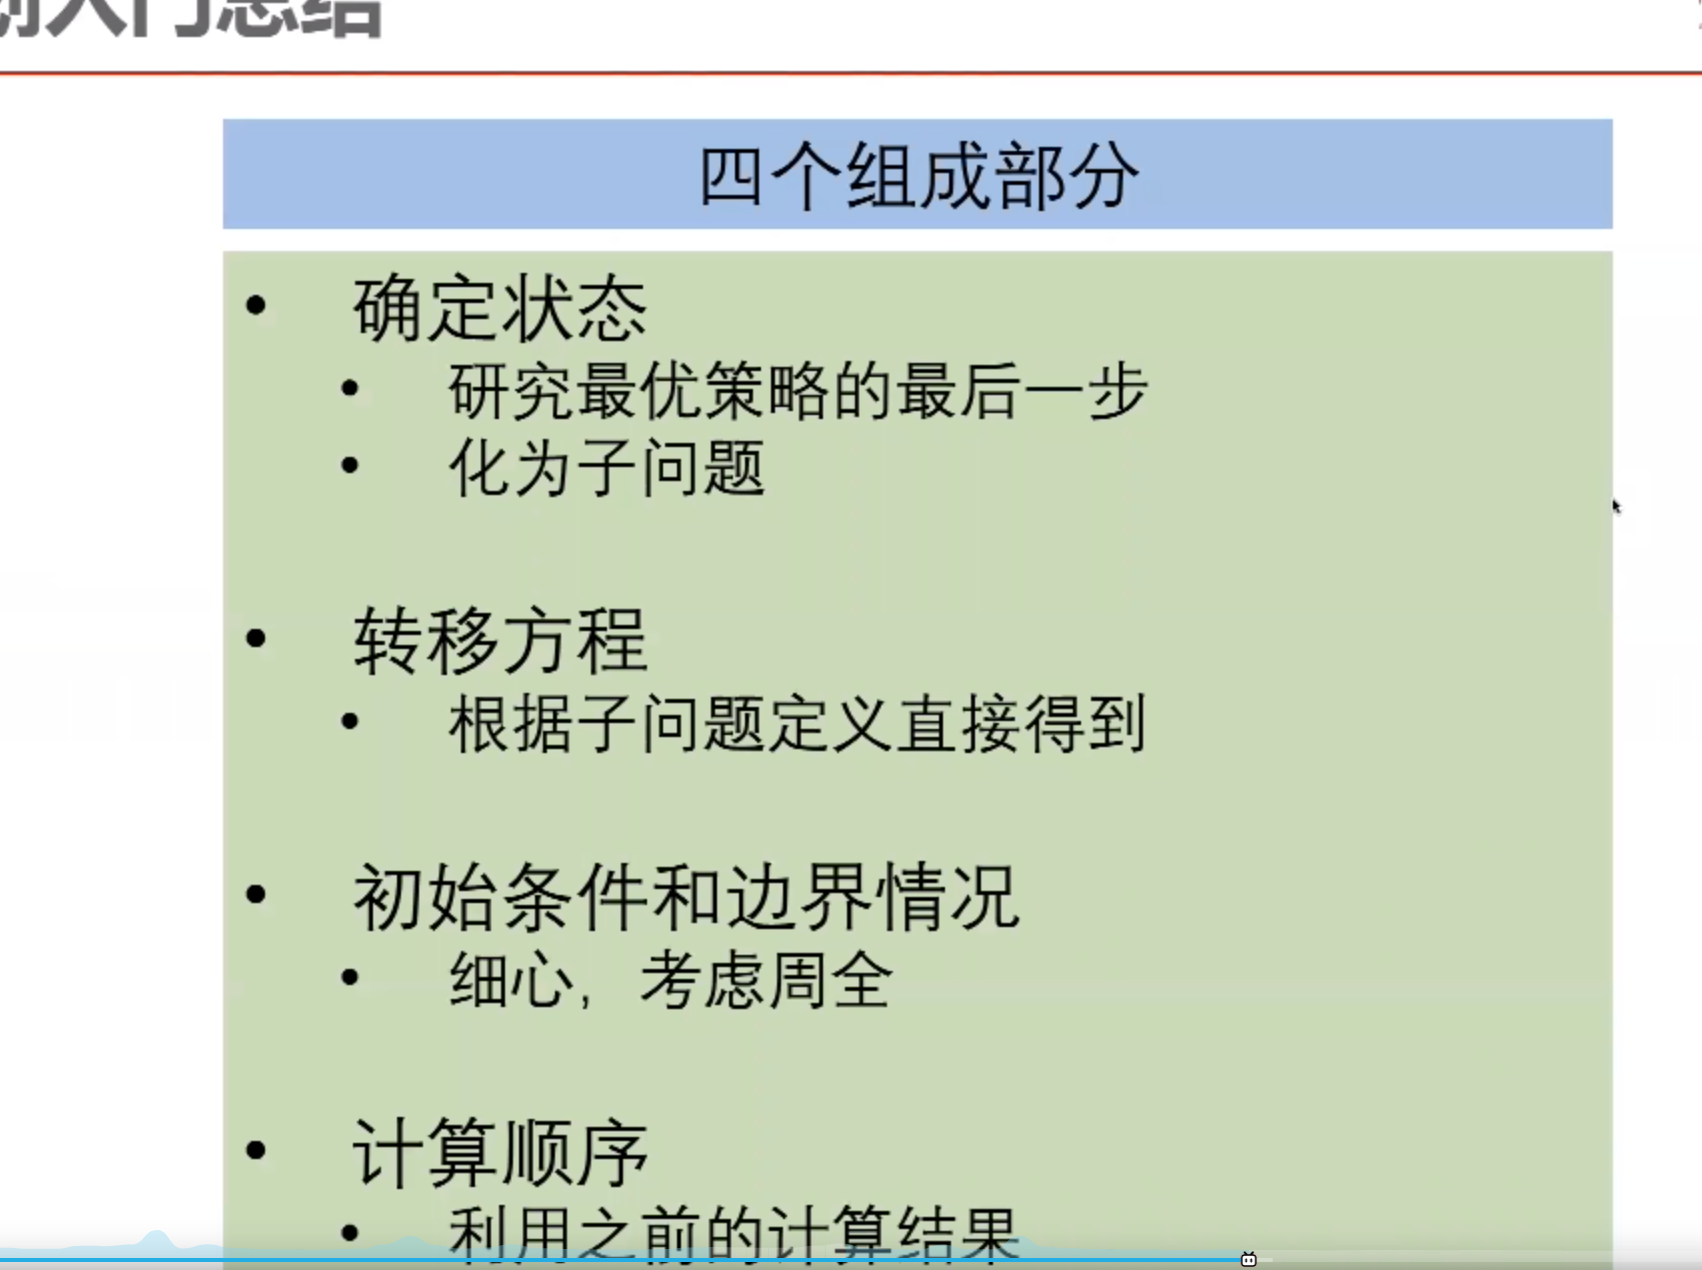 划入门总结
四个组成部分
• 确定状态
• 研究最优策略的最后一步
• 化为子问题
• 转移方程
• 根据子问题定义直接得到
• 初始条件和边界情况
• 细心，考虑周全
• 计算顺序
• 利用之前的计算结果